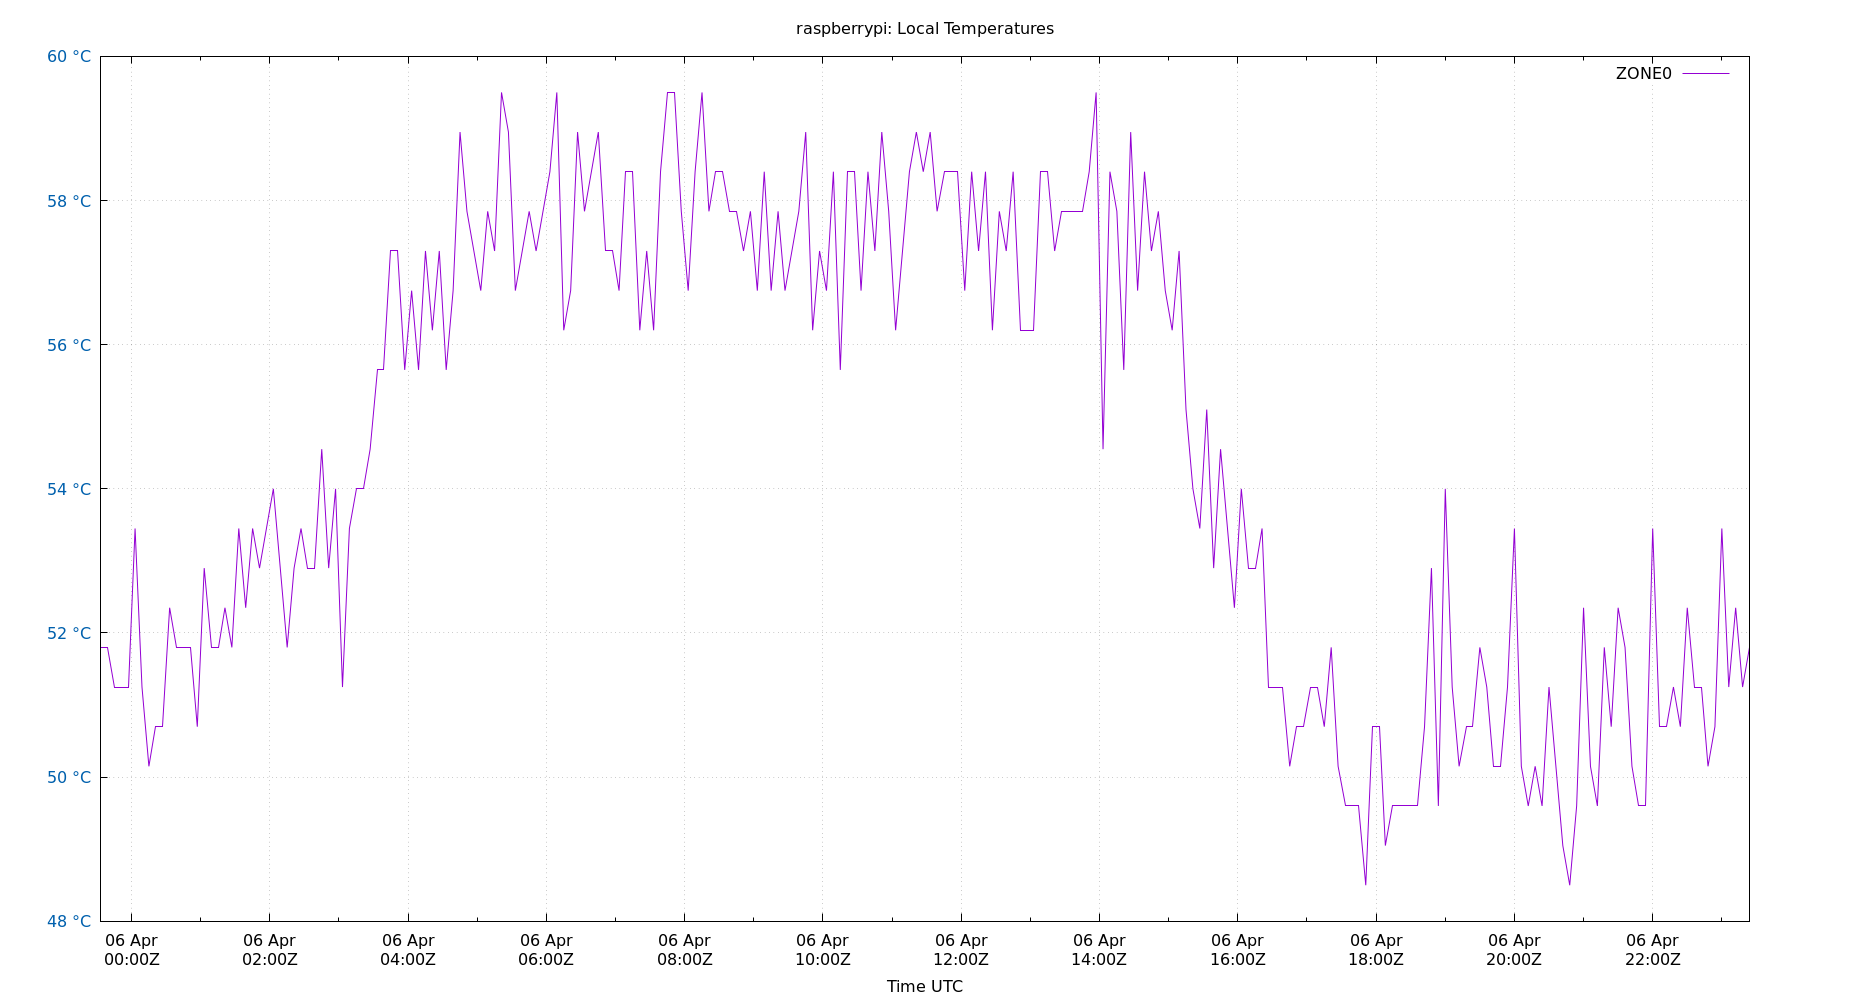 raspberrypi: Local Temperatures
ZONE0
60 °C
58 °C
56 °C
54 °C
52 °C
50 °C
48 °C
06 Apr 06 Apr 06 Apr 06 Apr 06 Apr 06 Apr 06 Apr 06 Apr 06 Apr 06 Apr 06 Apr 06 Apr
00:00Z 02:00Z 04:00Z 06:00Z 08:00Z 10:00Z 12:00Z 14:00Z 16:00Z 18:00Z 20:00Z 22:00Z
Time UTC